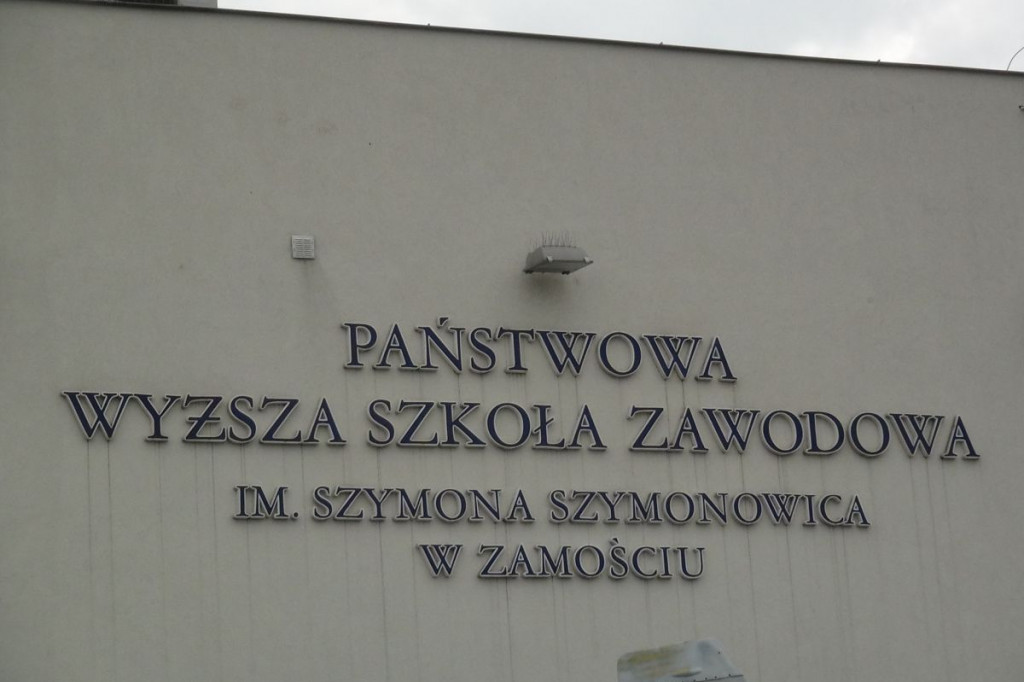 PAŃSTWOWA
WYŻSZA SZKOŁA ZAWODOWA
IM. SZYMONA SZYMONOWICA
W ZAMOŚCIU